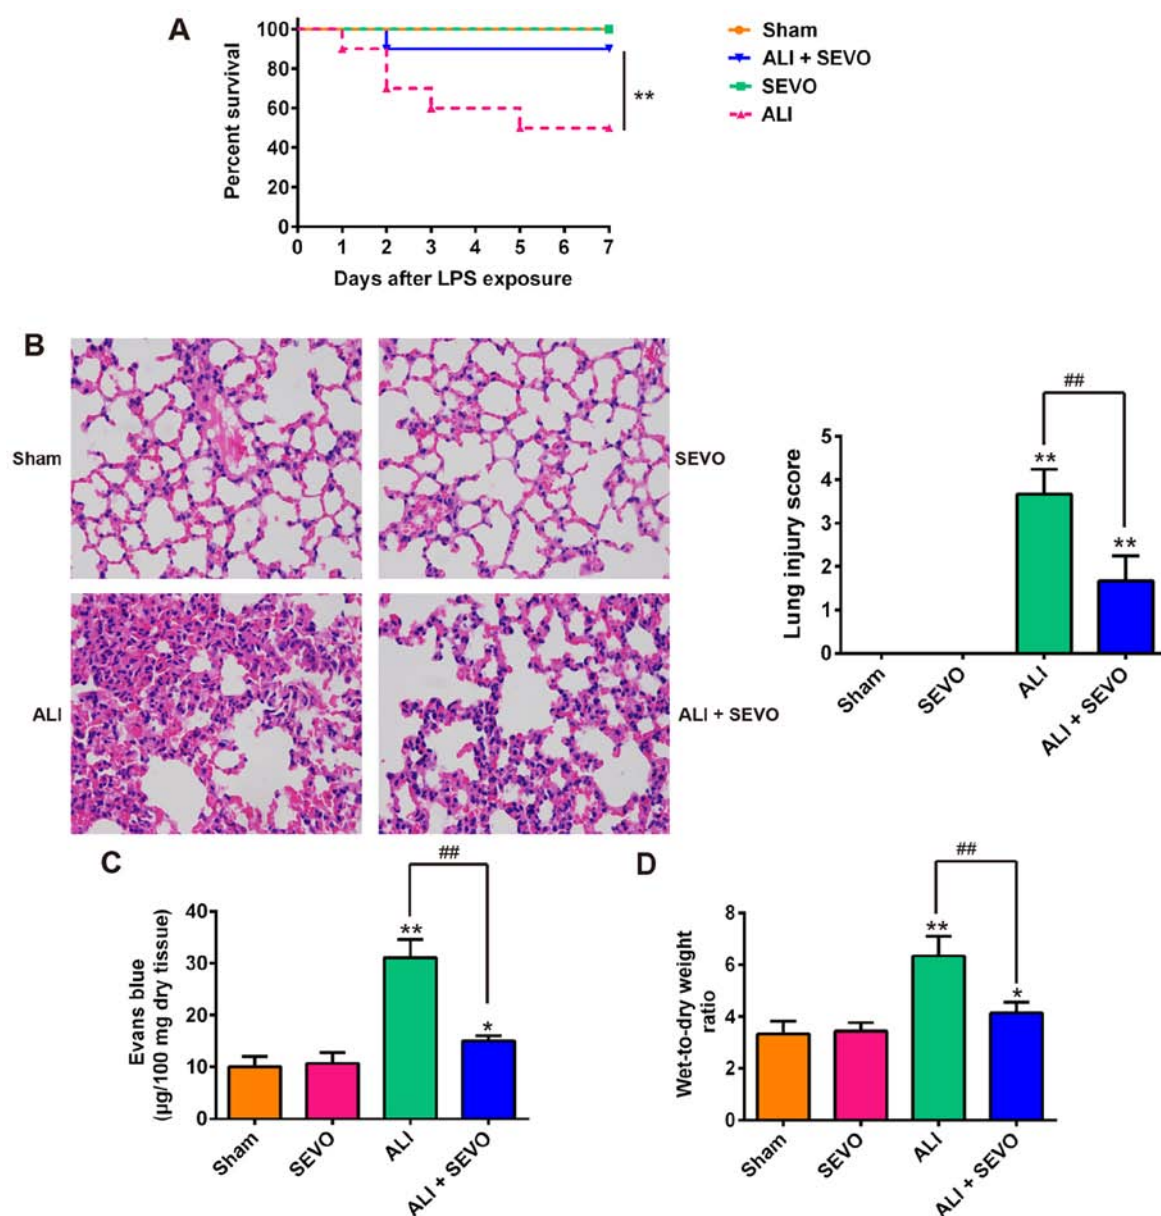 A
100
80
60
40
20
0
Percent survival
**
0 1 2 3 4 5 6 7
Days after LPS exposure
Sham
ALI + SEVO
SEVO
ALI
B
Sham
SEVO
ALI
ALI + SEVO
Lung injury score
5
4
3
2
1
0
##
**
**
Sham
SEVO
ALI
ALI + SEVO
C
Evans blue
(µg/100 mg dry tissue)
40
30
20
10
0
##
**
*
Sham
SEVO
ALI
ALI + SEVO
D
Wet-to-dry weight
ratio
8
6
4
2
0
##
**
*
Sham
SEVO
ALI
ALI + SEVO